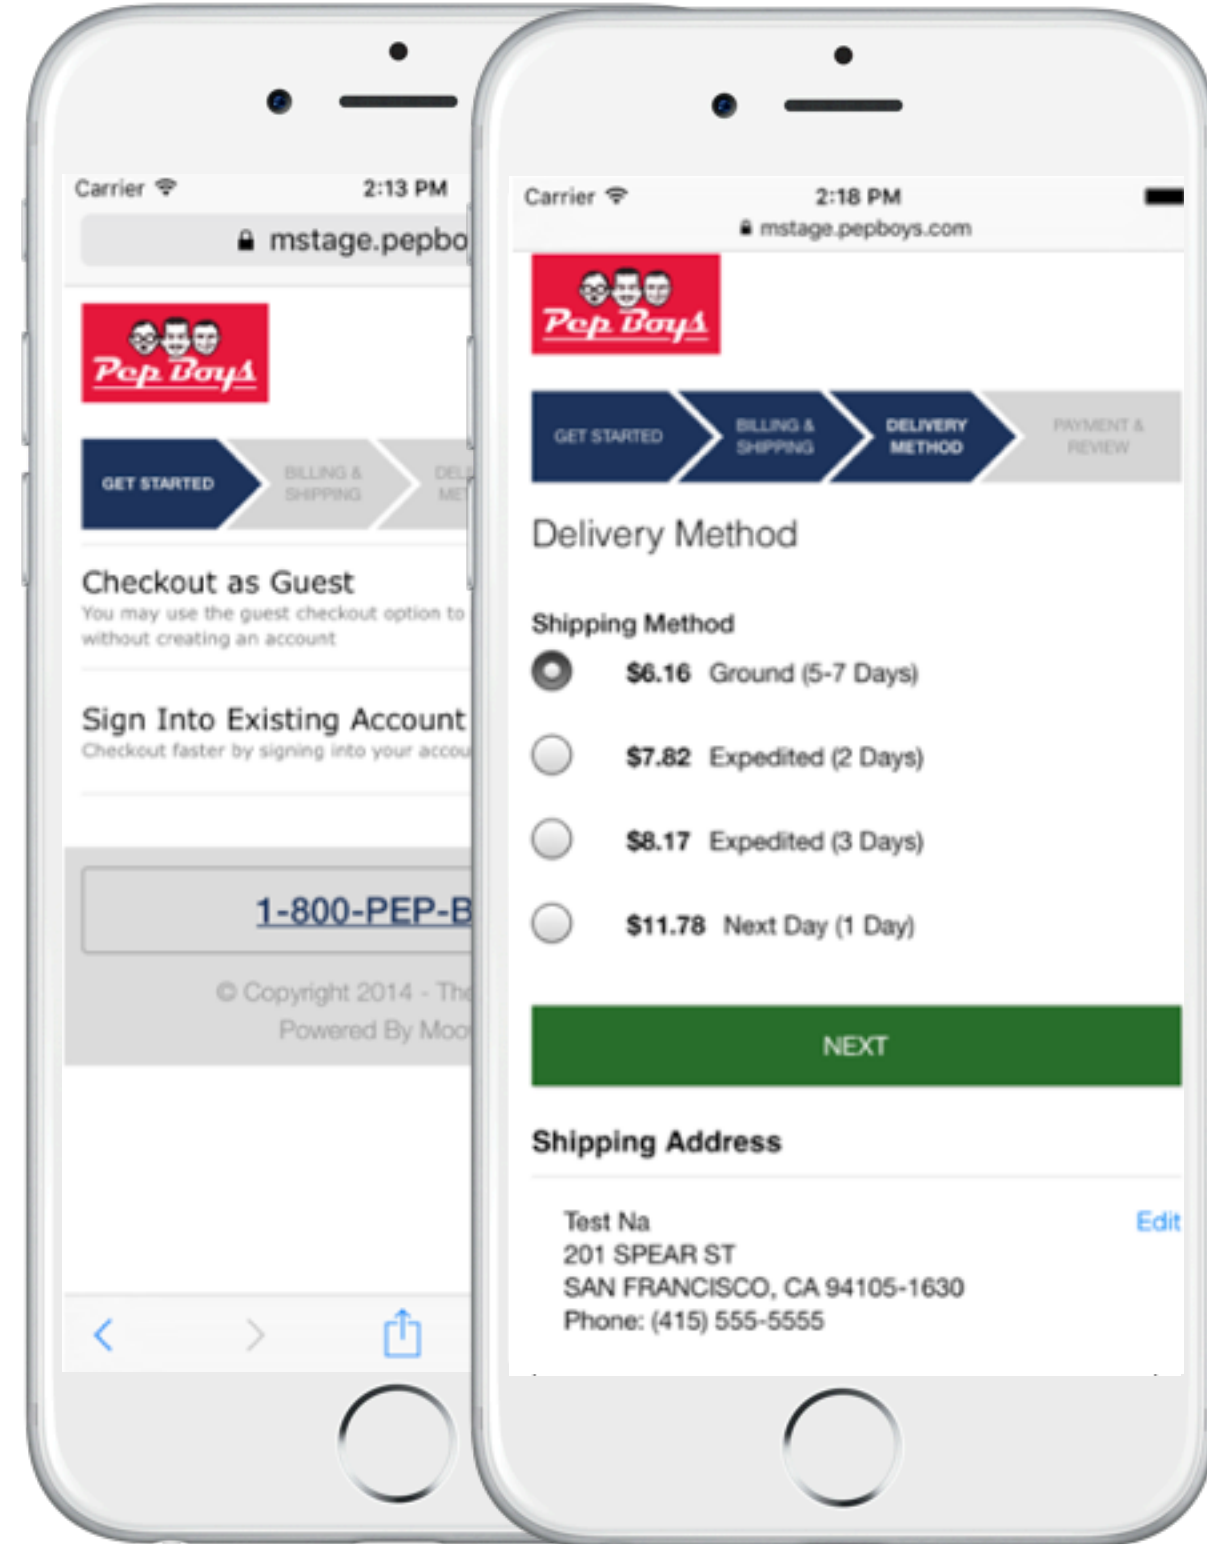 Carrier
2:13 PM
mstage.pepbo
Pep Boys
GET STARTED
BILLING &
SHIPPING
Checkout as Guest
You may use the guest checkout option to
without creating an account
Sign Into Existing Account
Checkout faster by signing into your accou
1-800-PEP-B
© Copyright 2014 - The
Powered By Moo
Carrier
2:18 PM
mstage.pepboys.com
Pep Boys
GET STARTED
BILLING &
SHIPPING
DELIVERY
METHOD
PAYMENT &
REVIEW
Delivery Method
Shipping Method
$6.16 Ground (5-7 Days)
$7.82 Expedited (2 Days)
$8.17 Expedited (3 Days)
$11.78 Next Day (1 Day)
NEXT
Shipping Address
Test Na
Edit
201 SPEAR ST
SAN FRANCISCO, CA 94105-1630
Phone: (415) 555-5555